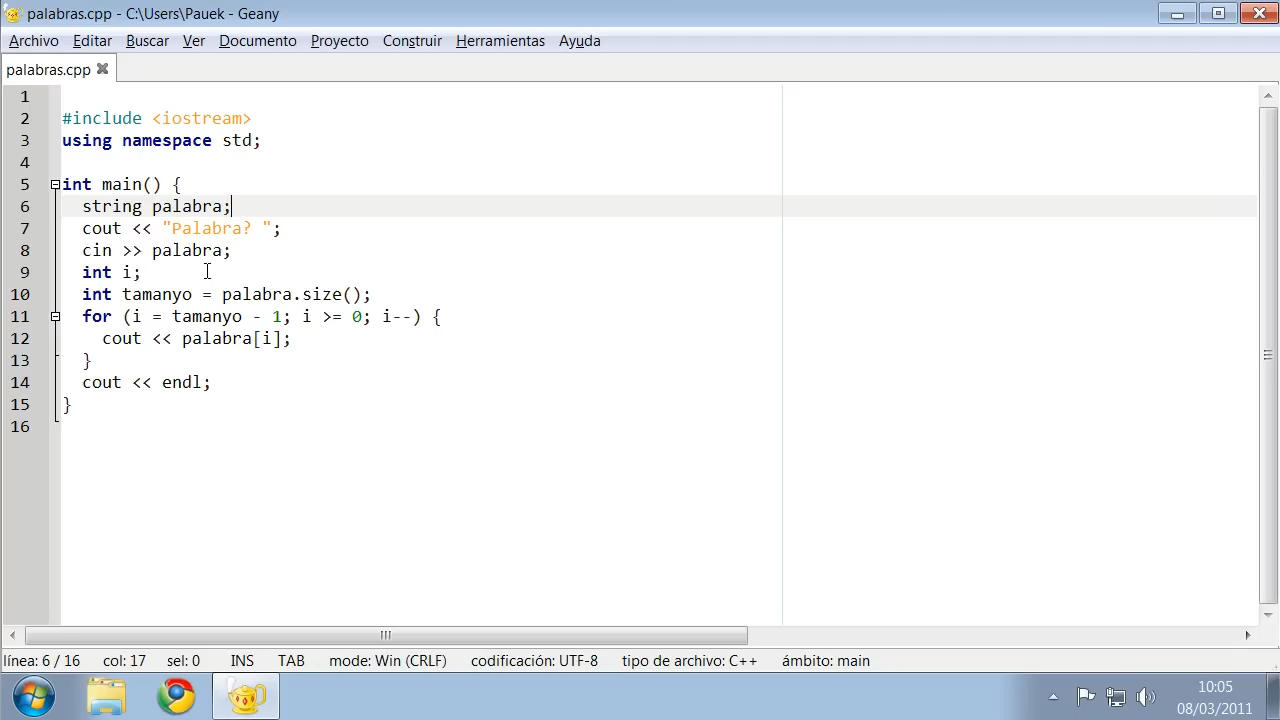 palabras.cpp - C:\Users\Pauek - Geany
Archivo Editar Buscar Ver Documento Proyecto Construir Herramientas Ayuda
palabras.cpp
1
2 #include <iostream>
3 using namespace std;
4
5 int main() {
6 string palabra;
7 cout << "Palabra? ";
8 cin >> palabra;
9 int i;
10 int tamanyo = palabra.size();
11 for (i = tamanyo - 1; i >= 0; i--) {
12 cout << palabra[i];
13 }
14 cout << endl;
15 }
16
línea: 6 / 16 col: 17 sel: 0 INS TAB mode: Win (CRLF) codificación: UTF-8 tipo de archivo: C++ ámbito: main
10:05
08/03/2011